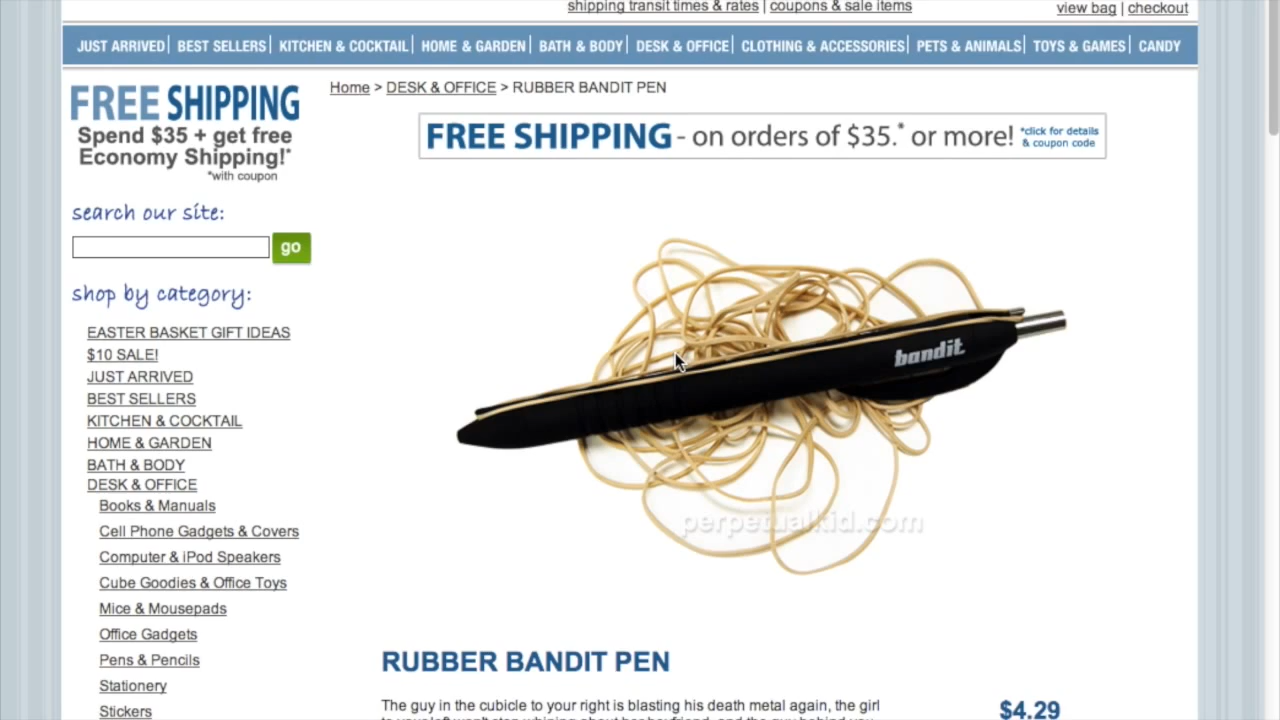 shipping transit times & rates | coupons & sale items
view bag | checkout
JUST ARRIVED | BEST SELLERS | KITCHEN & COCKTAIL | HOME & GARDEN | BATH & BODY | DESK & OFFICE | CLOTHING & ACCESSORIES | PETS & ANIMALS | TOYS & GAMES | CANDY
FREE SHIPPING
Spend $35 + get free
Economy Shipping!*
*with coupon
Home > DESK & OFFICE > RUBBER BANDIT PEN
FREE SHIPPING - on orders of $35.* or more! *click for details
& coupon code
search our site:
go
shop by category:
EASTER BASKET GIFT IDEAS
$10 SALE!
JUST ARRIVED
BEST SELLERS
KITCHEN & COCKTAIL
HOME & GARDEN
BATH & BODY
DESK & OFFICE
Books & Manuals
Cell Phone Gadgets & Covers
Computer & iPod Speakers
Cube Goodies & Office Toys
Mice & Mousepads
Office Gadgets
Pens & Pencils
Stationery
Stickers
bandit.
perpetualkid.com
RUBBER BANDIT PEN
The guy in the cubicle to your right is blasting his death metal again, the girl
$4.29